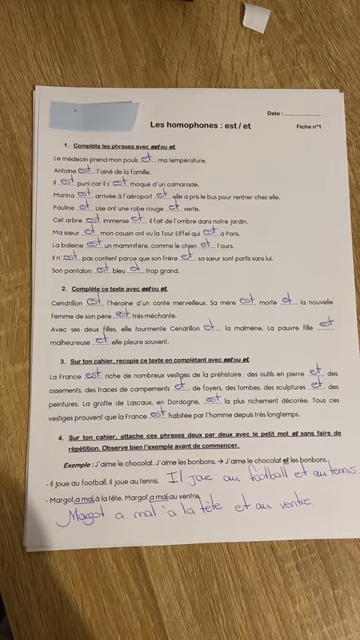 Date : ............
Les homophones : est / et
Fiche n°1
1. Complète les phrases avec est ou et.
Le médecin prend mon pouls et ma température.
Antoine est l'aîné de la famille.
Il est puni car il s'est moqué d'un camarade.
Marina est arrivée à l'aéroport et elle a pris le bus pour rentrer chez elle.
Pauline et Lise ont une robe rouge et verte.
Cet arbre est immense et il fait de l'ombre dans notre jardin.
Ma sœur et mon cousin ont vu la Tour Eiffel qui est à Paris.
La baleine est un mammifère, comme le chien et l'ours.
Il n'est pas content parce que son frère et sa sœur sont partis sans lui.
Son pantalon est bleu et trop grand.
2. Complète ce texte avec est ou et.
Cendrillon est l'héroïne d'un conte merveilleux. Sa mère est morte et la nouvelle
femme de son père est très méchante.
Avec ses deux filles, elle tourmente Cendrillon et la malmène. La pauvre fille est
malheureuse et elle pleure souvent.
3. Sur ton cahier, recopie ce texte en complétant avec est ou et.
La France est riche de nombreux vestiges de la préhistoire : des outils en pierre et des
ossements, des traces de campements et de foyers, des tombes, des sculptures et des
peintures. La grotte de Lascaux, en Dordogne, est la plus richement décorée. Tous ces
vestiges prouvent que la France est habitée par l'homme depuis très longtemps.
4. Sur ton cahier, attache ces phrases deux par deux avec le petit mot et sans faire de
répétition. Observe bien l'exemple avant de commencer.
Exemple : J'aime le chocolat. J'aime les bonbons. → J'aime le chocolat et les bonbons.
- Il joue au football. Il joue au tennis. Il joue au football et au tennis.
- Margot a mal à la tête. Margot a mal au ventre.
Margot a mal à la tête et au ventre